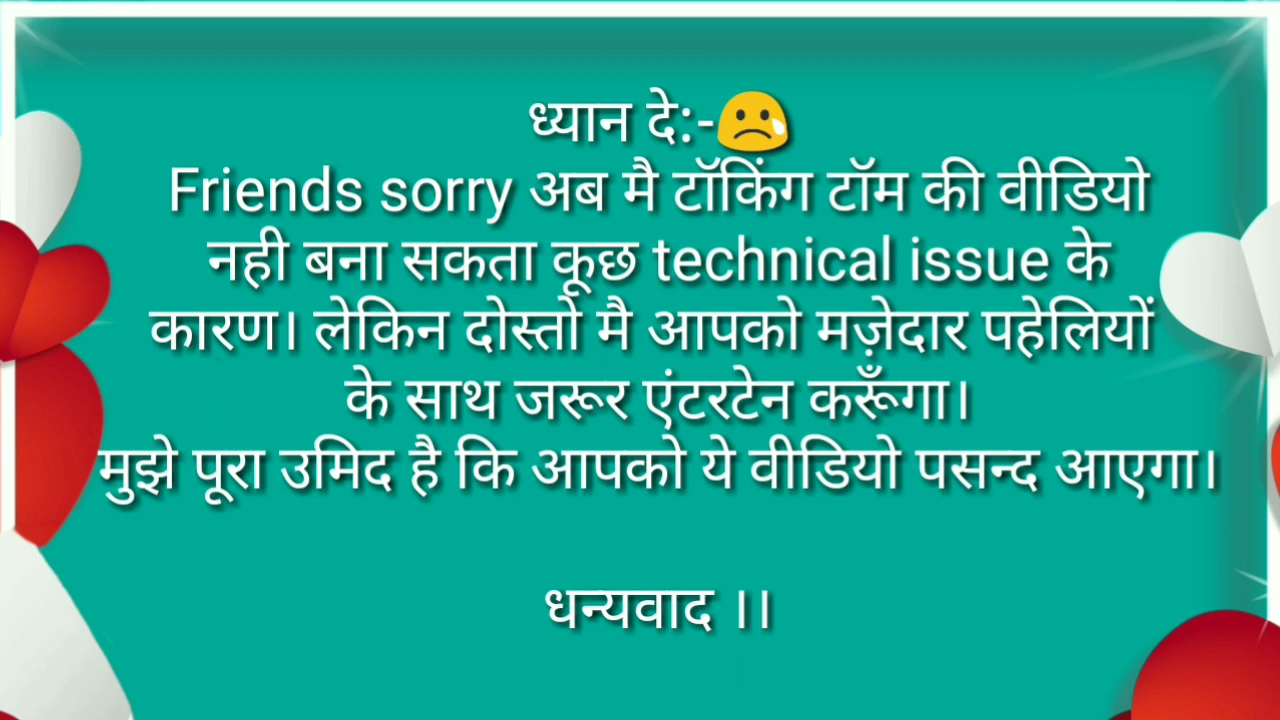 ध्यान दे:-😢
Friends sorry अब मै टॉकिंग टॉम की वीडियो
नही बना सकता कूछ technical issue के
कारण। लेकिन दोस्तो मै आपको मज़ेदार पहेलियों
के साथ जरूर एंटरटेन करूँगा।
मुझे पूरा उमिद है कि आपको ये वीडियो पसन्द आएगा।
धन्यवाद ।।